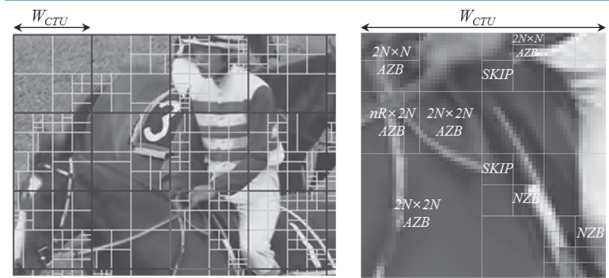 W_CTU
W_CTU
2N×N
AZB
2N×N
AZB
SKIP
nR×2N
AZB
2N×2N
AZB
SKIP
2N×2N
AZB
NZB
NZB
J